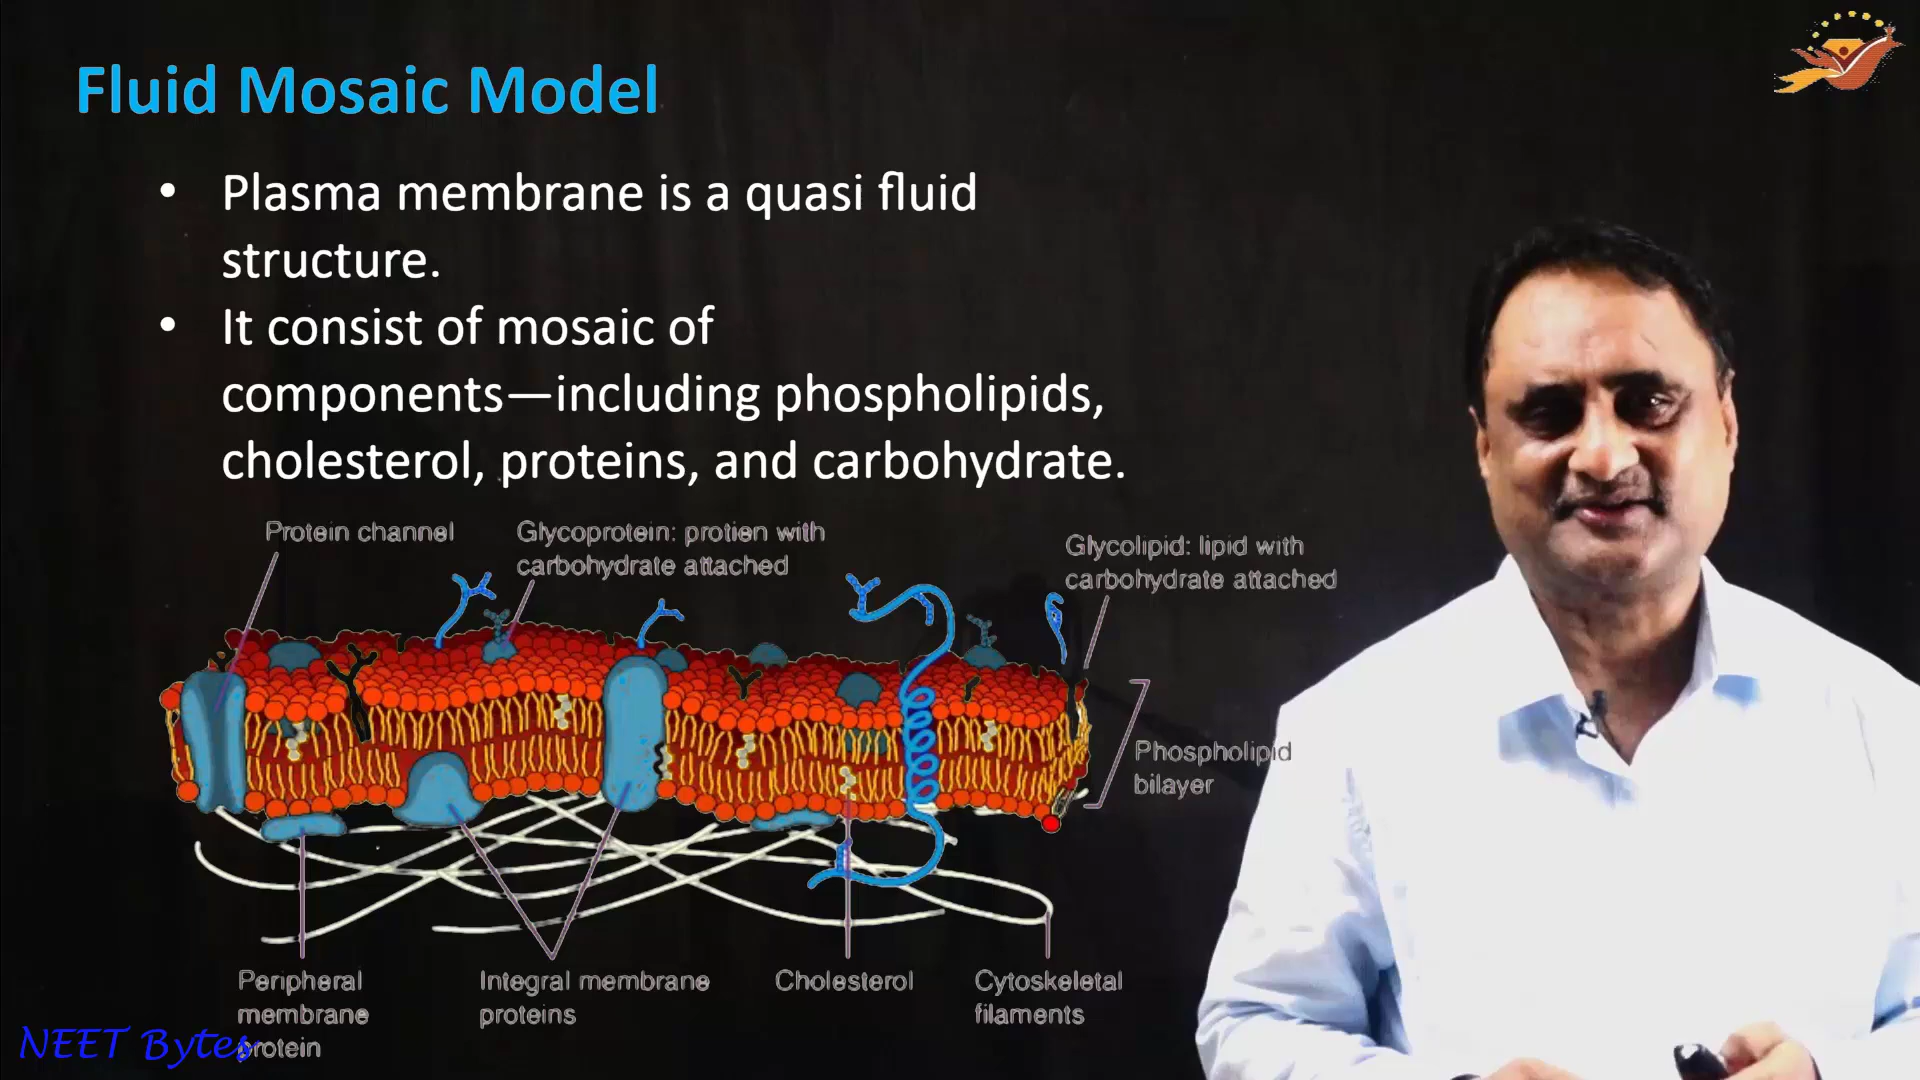 Fluid Mosaic Model
• Plasma membrane is a quasi fluid
structure.
• It consist of mosaic of
components—including phospholipids,
cholesterol, proteins, and carbohydrate.
Protein channel
Glycoprotein: protien with
carbohydrate attached
Glycolipid: lipid with
carbohydrate attached
Phospholipid
bilayer
Peripheral
membrane
protein
Integral membrane
proteins
Cholesterol
Cytoskeletal
filaments
NEET Bytes